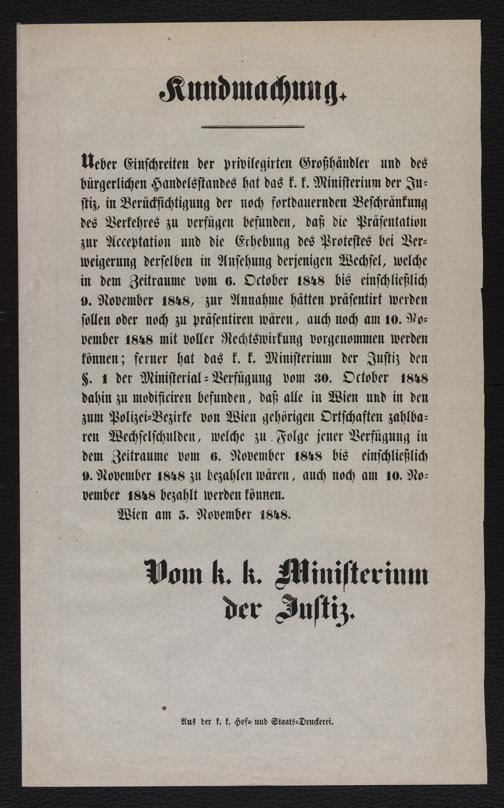 Kundmachung.
Ueber Einschreiten der privilegirten Großhändler und des
bürgerlichen Handelsstandes hat das k. k. Ministerium der Ju-
stiz, in Berücksichtigung der noch fortdauernden Beschränkung
des Verkehres zu verfügen befunden, daß die Präsentation
zur Acceptation und die Erhebung des Protestes bei Ver-
weigerung derselben in Ansehung derjenigen Wechsel, welche
in dem Zeitraume vom 6. October 1848 bis einschließlich
9. November 1848, zur Annahme hätten präsentirt werden
sollen oder noch zu präsentiren wären, auch noch am 10. No-
vember 1848 mit voller Rechtswirkung vorgenommen werden
können; ferner hat das k. k. Ministerium der Justiz den
§. 1 der Ministerial-Verfügung vom 30. October 1848
dahin zu modificiren befunden, daß alle in Wien und in den
zum Polizei-Bezirke von Wien gehörigen Ortschaften zahlba-
ren Wechselschulden, welche zu Folge jener Verfügung in
dem Zeitraume vom 6. November 1848 bis einschließlich
9. November 1848 zu bezahlen wären, auch noch am 10. No-
vember 1848 bezahlt werden können.
Wien am 5. November 1848.
Vom k. k. Ministerium
der Justiz.
Aus der k. k. Hof- und Staats-Druckerei.